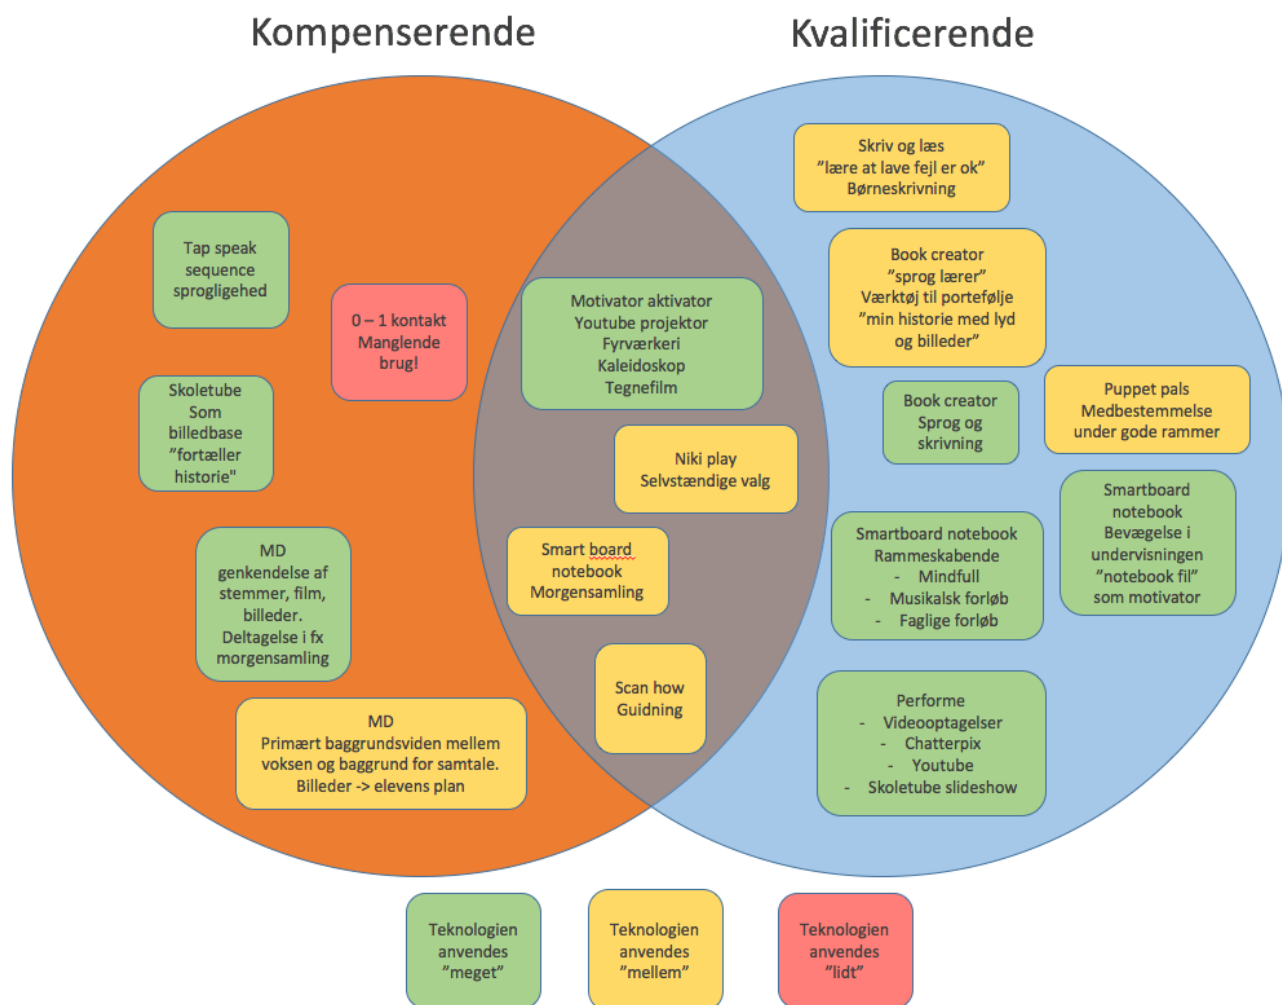 Kompenserende
Kvalificerende
Skriv og læs
”lære at lave fejl er ok”
Børneskrivning
Tap speak
sequence
sprogligehed
0 – 1 kontakt
Manglende
brug!
Motivator aktivator
Youtube projektor
Fyrværkeri
Kaleidoskop
Tegnefilm
Book creator
”sprog lærer”
Værktøj til portefølje
”min historie med lyd
og billeder”
Skoletube
Som
billedbase
”fortæller
historie"
Book creator
Sprog og
skrivning
Puppet pals
Medbestemmelse
under gode rammer
Niki play
Selvstændige valg
Smartboard
notebook
Bevægelse i
undervisningen
”notebook fil”
som motivator
MD
genkendelse af
stemmer, film,
billeder.
Deltagelse i fx
morgensamling
Smart board
notebook
Morgensamling
Smartboard notebook
Rammeskabende
- Mindfull
- Musikalsk forløb
- Faglige forløb
Scan how
Guidning
MD
Primært baggrundsviden mellem
voksen og baggrund for samtale.
Billeder -> elevens plan
Performe
- Videooptagelser
- Chatterpix
- Youtube
- Skoletube slideshow
Teknologien
anvendes
”meget”
Teknologien
anvendes
”mellem”
Teknologien
anvendes
”lidt”